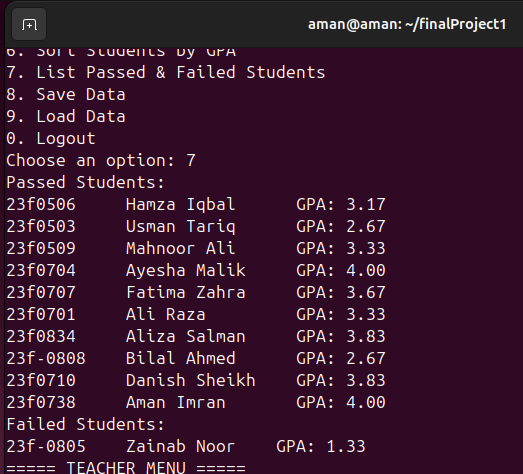 aman@aman: ~/finalProject1
6. Sort Students by GPA
7. List Passed & Failed Students
8. Save Data
9. Load Data
0. Logout
Choose an option: 7
Passed Students:
23f0506     Hamza Iqbal      GPA: 3.17
23f0503     Usman Tariq      GPA: 2.67
23f0509     Mahnoor Ali      GPA: 3.33
23f0704     Ayesha Malik     GPA: 4.00
23f0707     Fatima Zahra     GPA: 3.67
23f0701     Ali Raza         GPA: 3.33
23f0834     Aliza Salman     GPA: 3.83
23f-0808    Bilal Ahmed      GPA: 2.67
23f0710     Danish Sheikh    GPA: 3.83
23f0738     Aman Imran       GPA: 4.00
Failed Students:
23f-0805    Zainab Noor    GPA: 1.33
===== TEACHER MENU =====